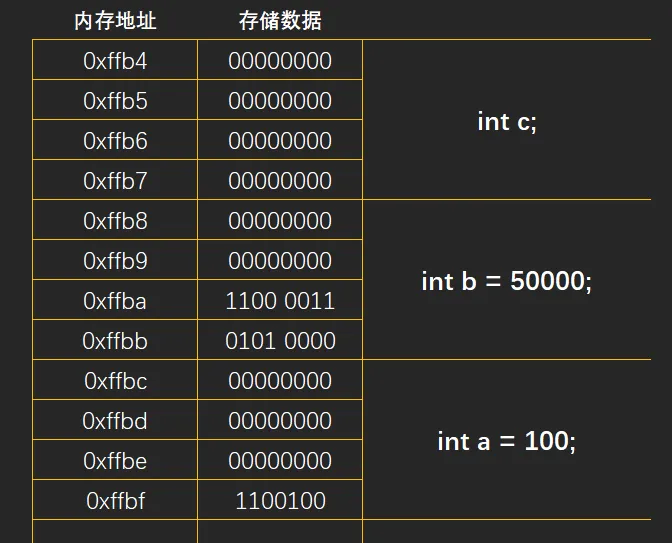 内存地址 存储数据
0xffb4 00000000
0xffb5 00000000
0xffb6 00000000
int c;
0xffb7 00000000
0xffb8 00000000
0xffb9 00000000
int b = 50000;
0xffba 1100 0011
0xffbb 0101 0000
0xffbc 00000000
0xffbd 00000000
int a = 100;
0xffbe 00000000
0xffbf 1100100